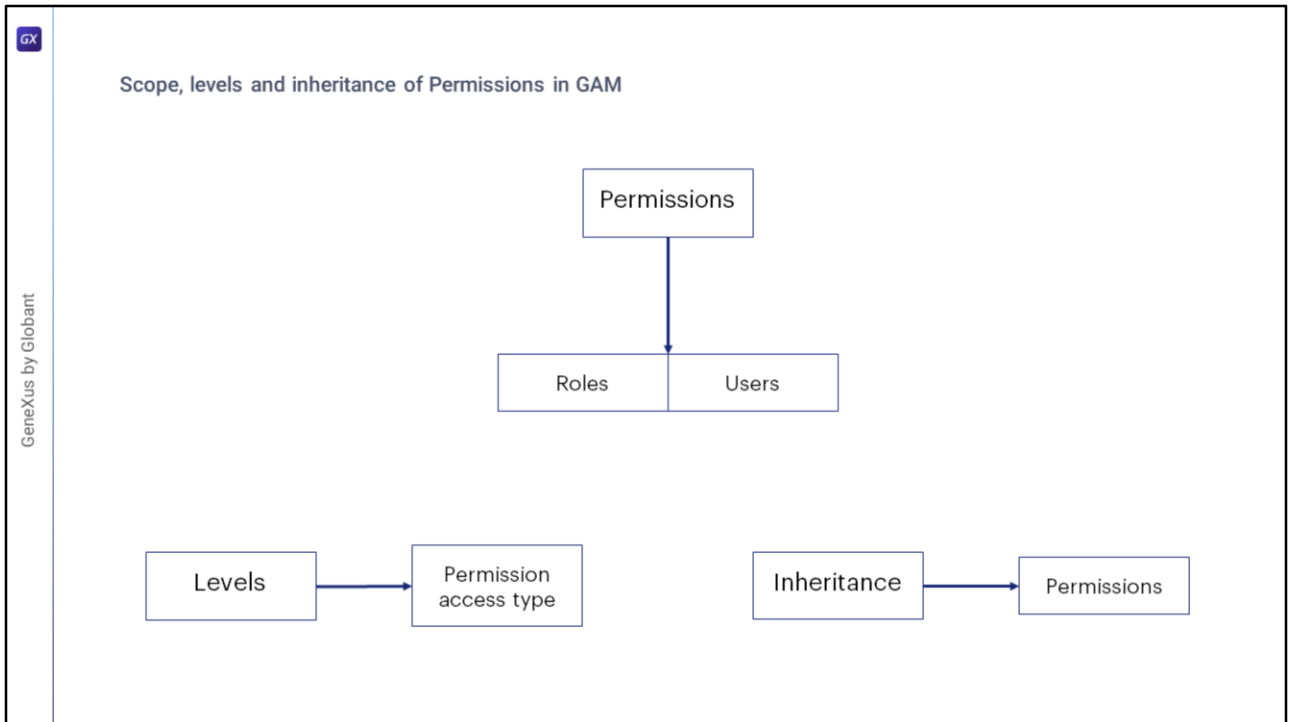 GX
Scope, levels and inheritance of Permissions in GAM
Permissions
Roles
Users
Levels
Permission
access type
Inheritance
Permissions
GeneXus by Globant